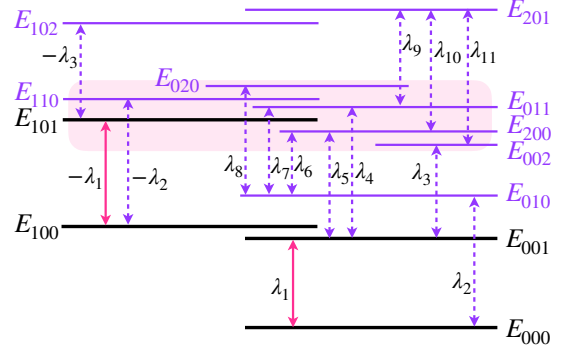 E₂₀₁
E₁₀₂
λ₉
λ₁₀
λ₁₁
−λ₃
E₀₂₀
E₁₁₀
E₀₁₁
E₁₀₁
E₂₀₀
E₀₀₂
−λ₁
−λ₂
λ₈
λ₇
λ₆
λ₅
λ₄
λ₃
E₀₁₀
E₁₀₀
E₀₀₁
λ₁
λ₂
E₀₀₀